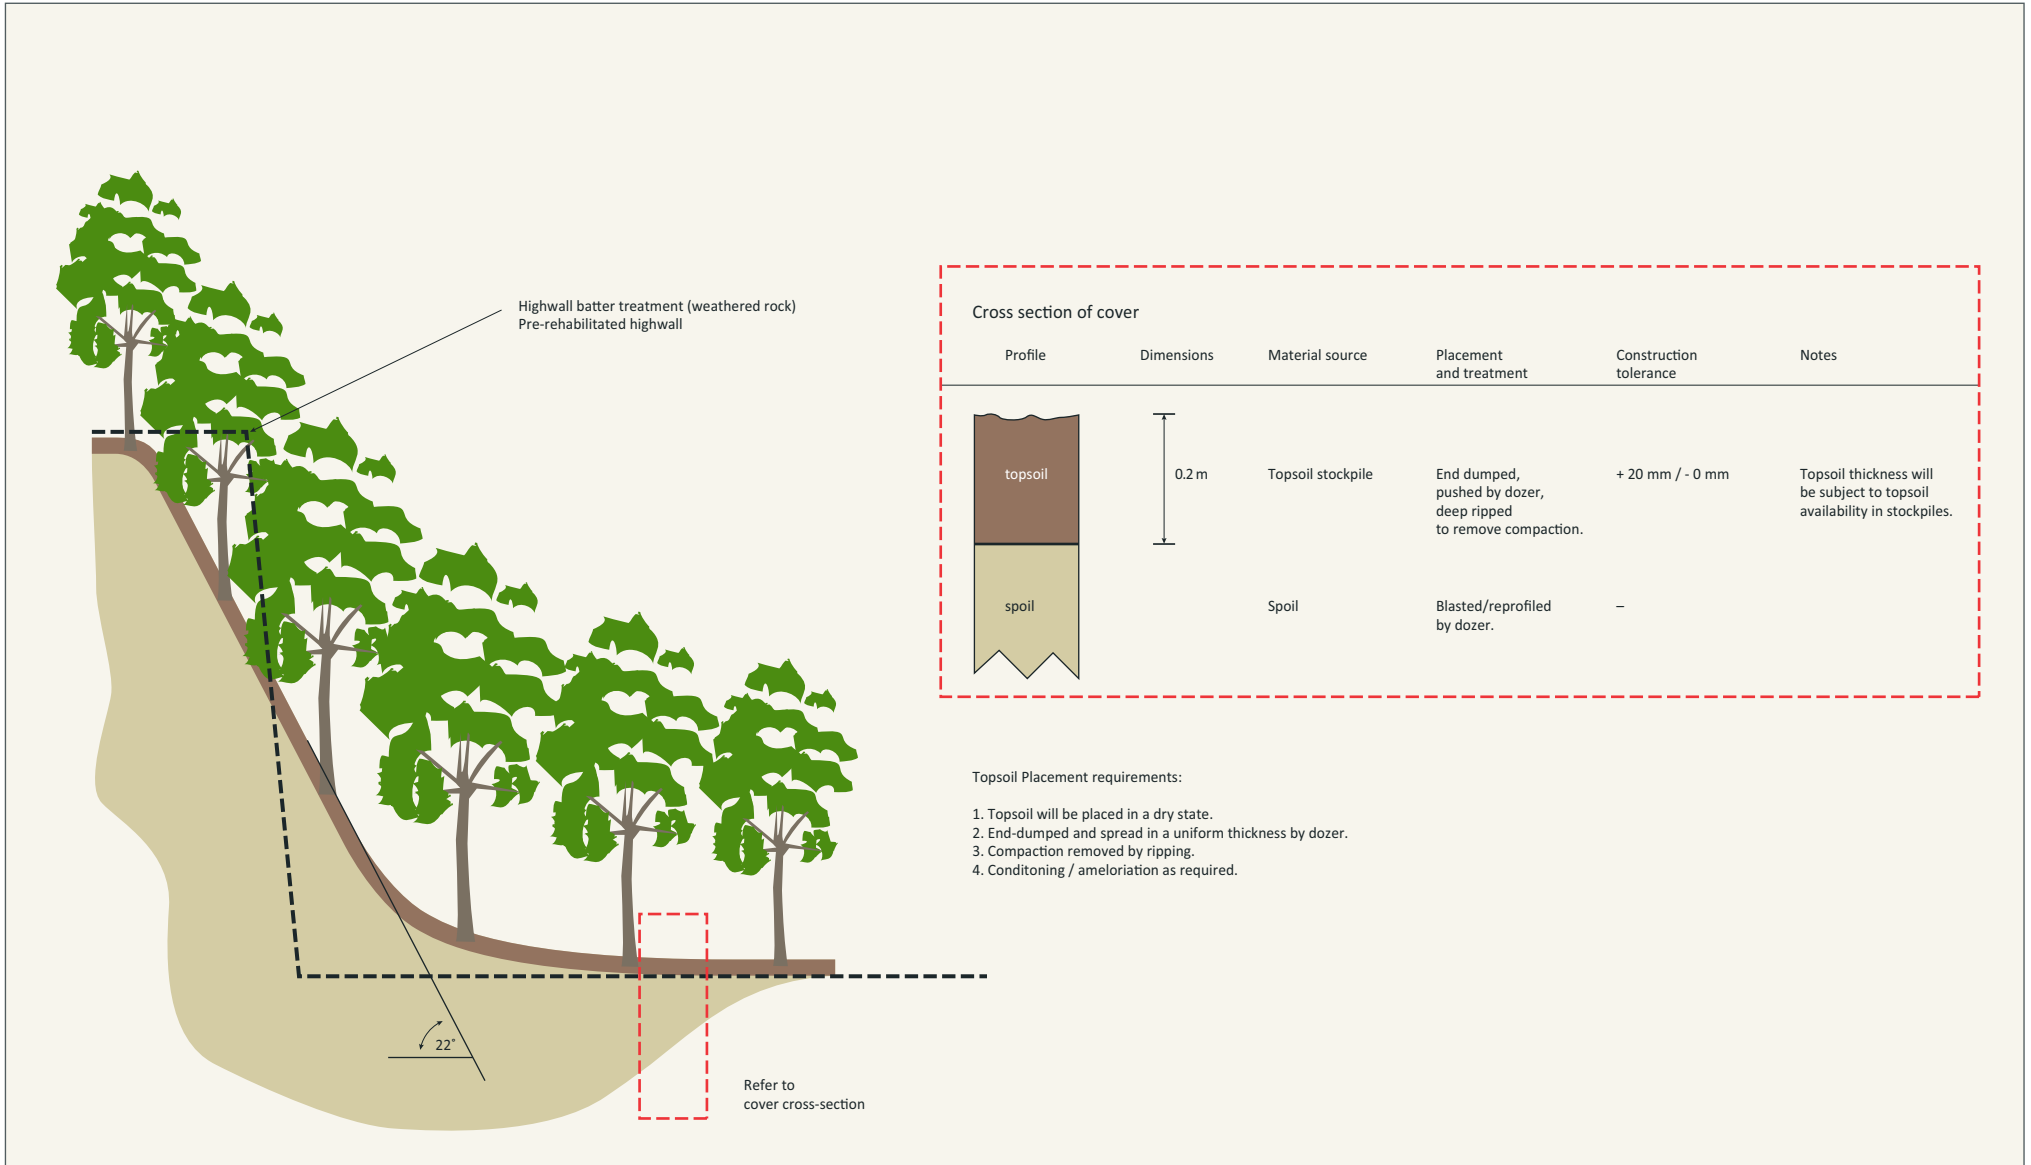 Highwall batter treatment (weathered rock)
Pre-rehabilitated highwall
22°
Refer to
cover cross-section
Cross section of cover
Profile
Dimensions
Material source
Placement
and treatment
Construction
tolerance
Notes
topsoil
0.2 m
Topsoil stockpile
End dumped,
pushed by dozer,
deep ripped
to remove compaction.
+ 20 mm / - 0 mm
Topsoil thickness will
be subject to topsoil
availability in stockpiles.
spoil
Spoil
Blasted/reprofiled
by dozer.
–
Topsoil Placement requirements:
1. Topsoil will be placed in a dry state.
2. End-dumped and spread in a uniform thickness by dozer.
3. Compaction removed by ripping.
4. Conditoning / ameloriation as required.